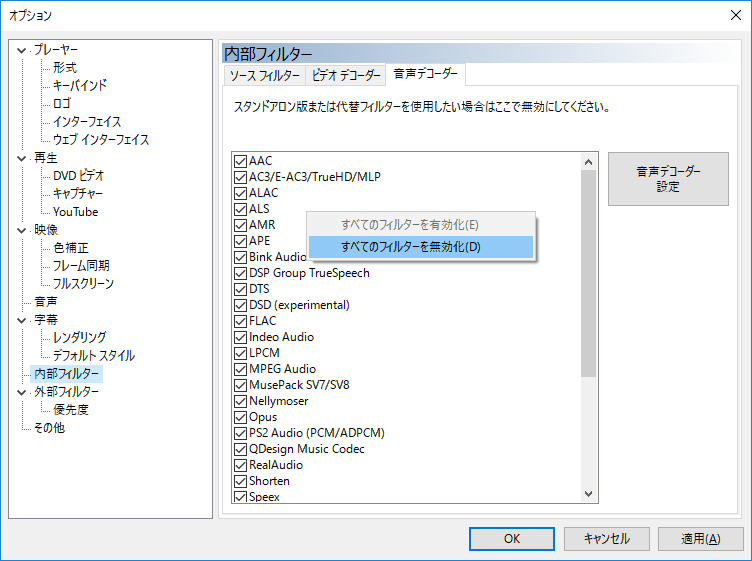 オプション
プレーヤー
形式
キーバインド
ロゴ
インターフェイス
ウェブ インターフェイス
再生
DVD ビデオ
キャプチャー
YouTube
映像
色補正
フレーム同期
フルスクリーン
音声
字幕
レンダリング
デフォルト スタイル
内部フィルター
外部フィルター
優先度
その他
内部フィルター
ソース フィルター ビデオ デコーダー 音声デコーダー
スタンドアロン版または代替フィルターを使用したい場合はここで無効にしてください。
AAC
AC3/E-AC3/TrueHD/MLP
ALAC
ALS
AMR
APE
Bink Audio
DSP Group TrueSpeech
DTS
DSD (experimental)
FLAC
Indeo Audio
LPCM
MPEG Audio
MusePack SV7/SV8
Nellymoser
Opus
PS2 Audio (PCM/ADPCM)
QDesign Music Codec
RealAudio
Shorten
Speex
すべてのフィルターを有効化(E)
すべてのフィルターを無効化(D)
音声デコーダー
設定
OK キャンセル 適用(A)